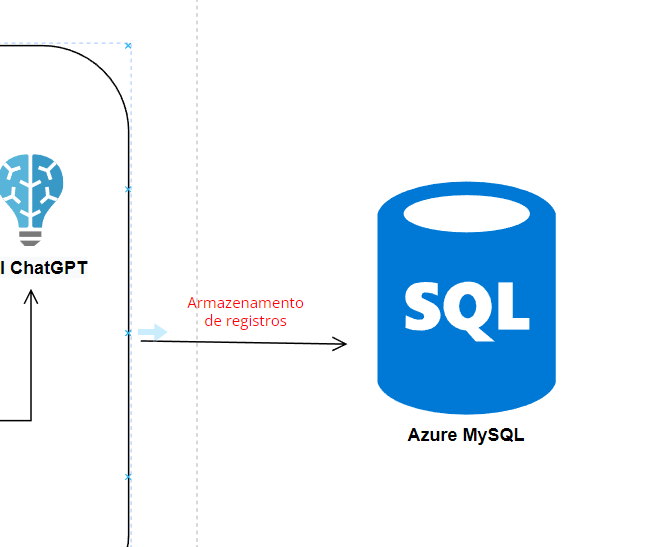 SQL
l ChatGPT
Armazenamento
de registros
Azure MySQL